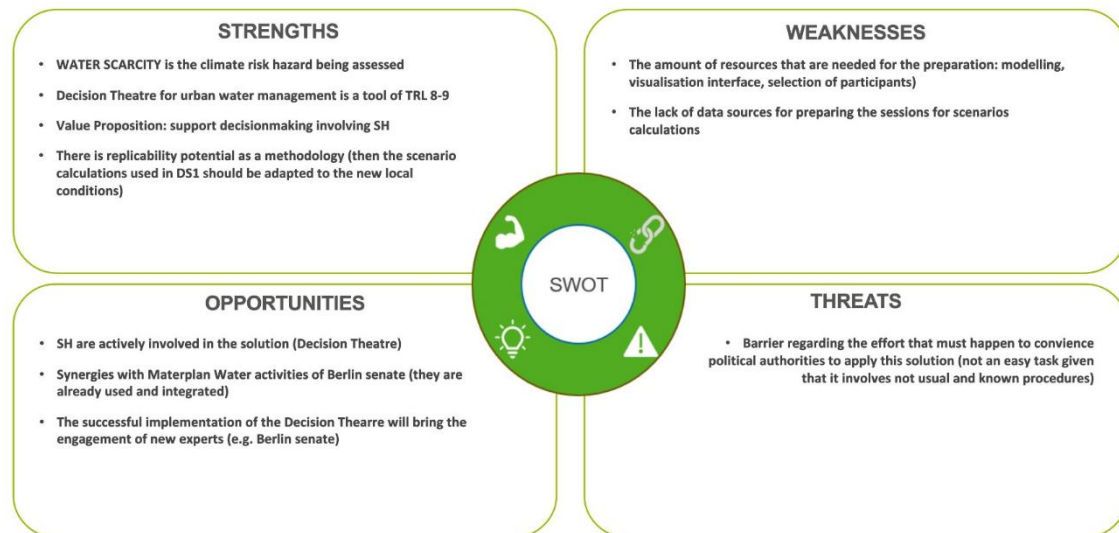 STRENGTHS
• WATER SCARCITY is the climate risk hazard being assessed
• Decision Theatre for urban water management is a tool of TRL 8-9
• Value Proposition: support decisionmaking involving SH
• There is replicability potential as a methodology (then the scenario
calculations used in DS1 should be adapted to the new local
conditions)
WEAKNESSES
• The amount of resources that are needed for the preparation: modelling,
visualisation interface, selection of participants)
• The lack of data sources for preparing the sessions for scenarios
calculations
SWOT
OPPORTUNITIES
• SH are actively involved in the solution (Decision Theatre)
• Synergies with Materplan Water activities of Berlin senate (they are
already used and integrated)
• The successful implementation of the Decision Thearre will bring the
engagement of new experts (e.g. Berlin senate)
THREATS
• Barrier regarding the effort that must happen to convience
political authorities to apply this solution (not an easy task given
that it involves not usual and known procedures)